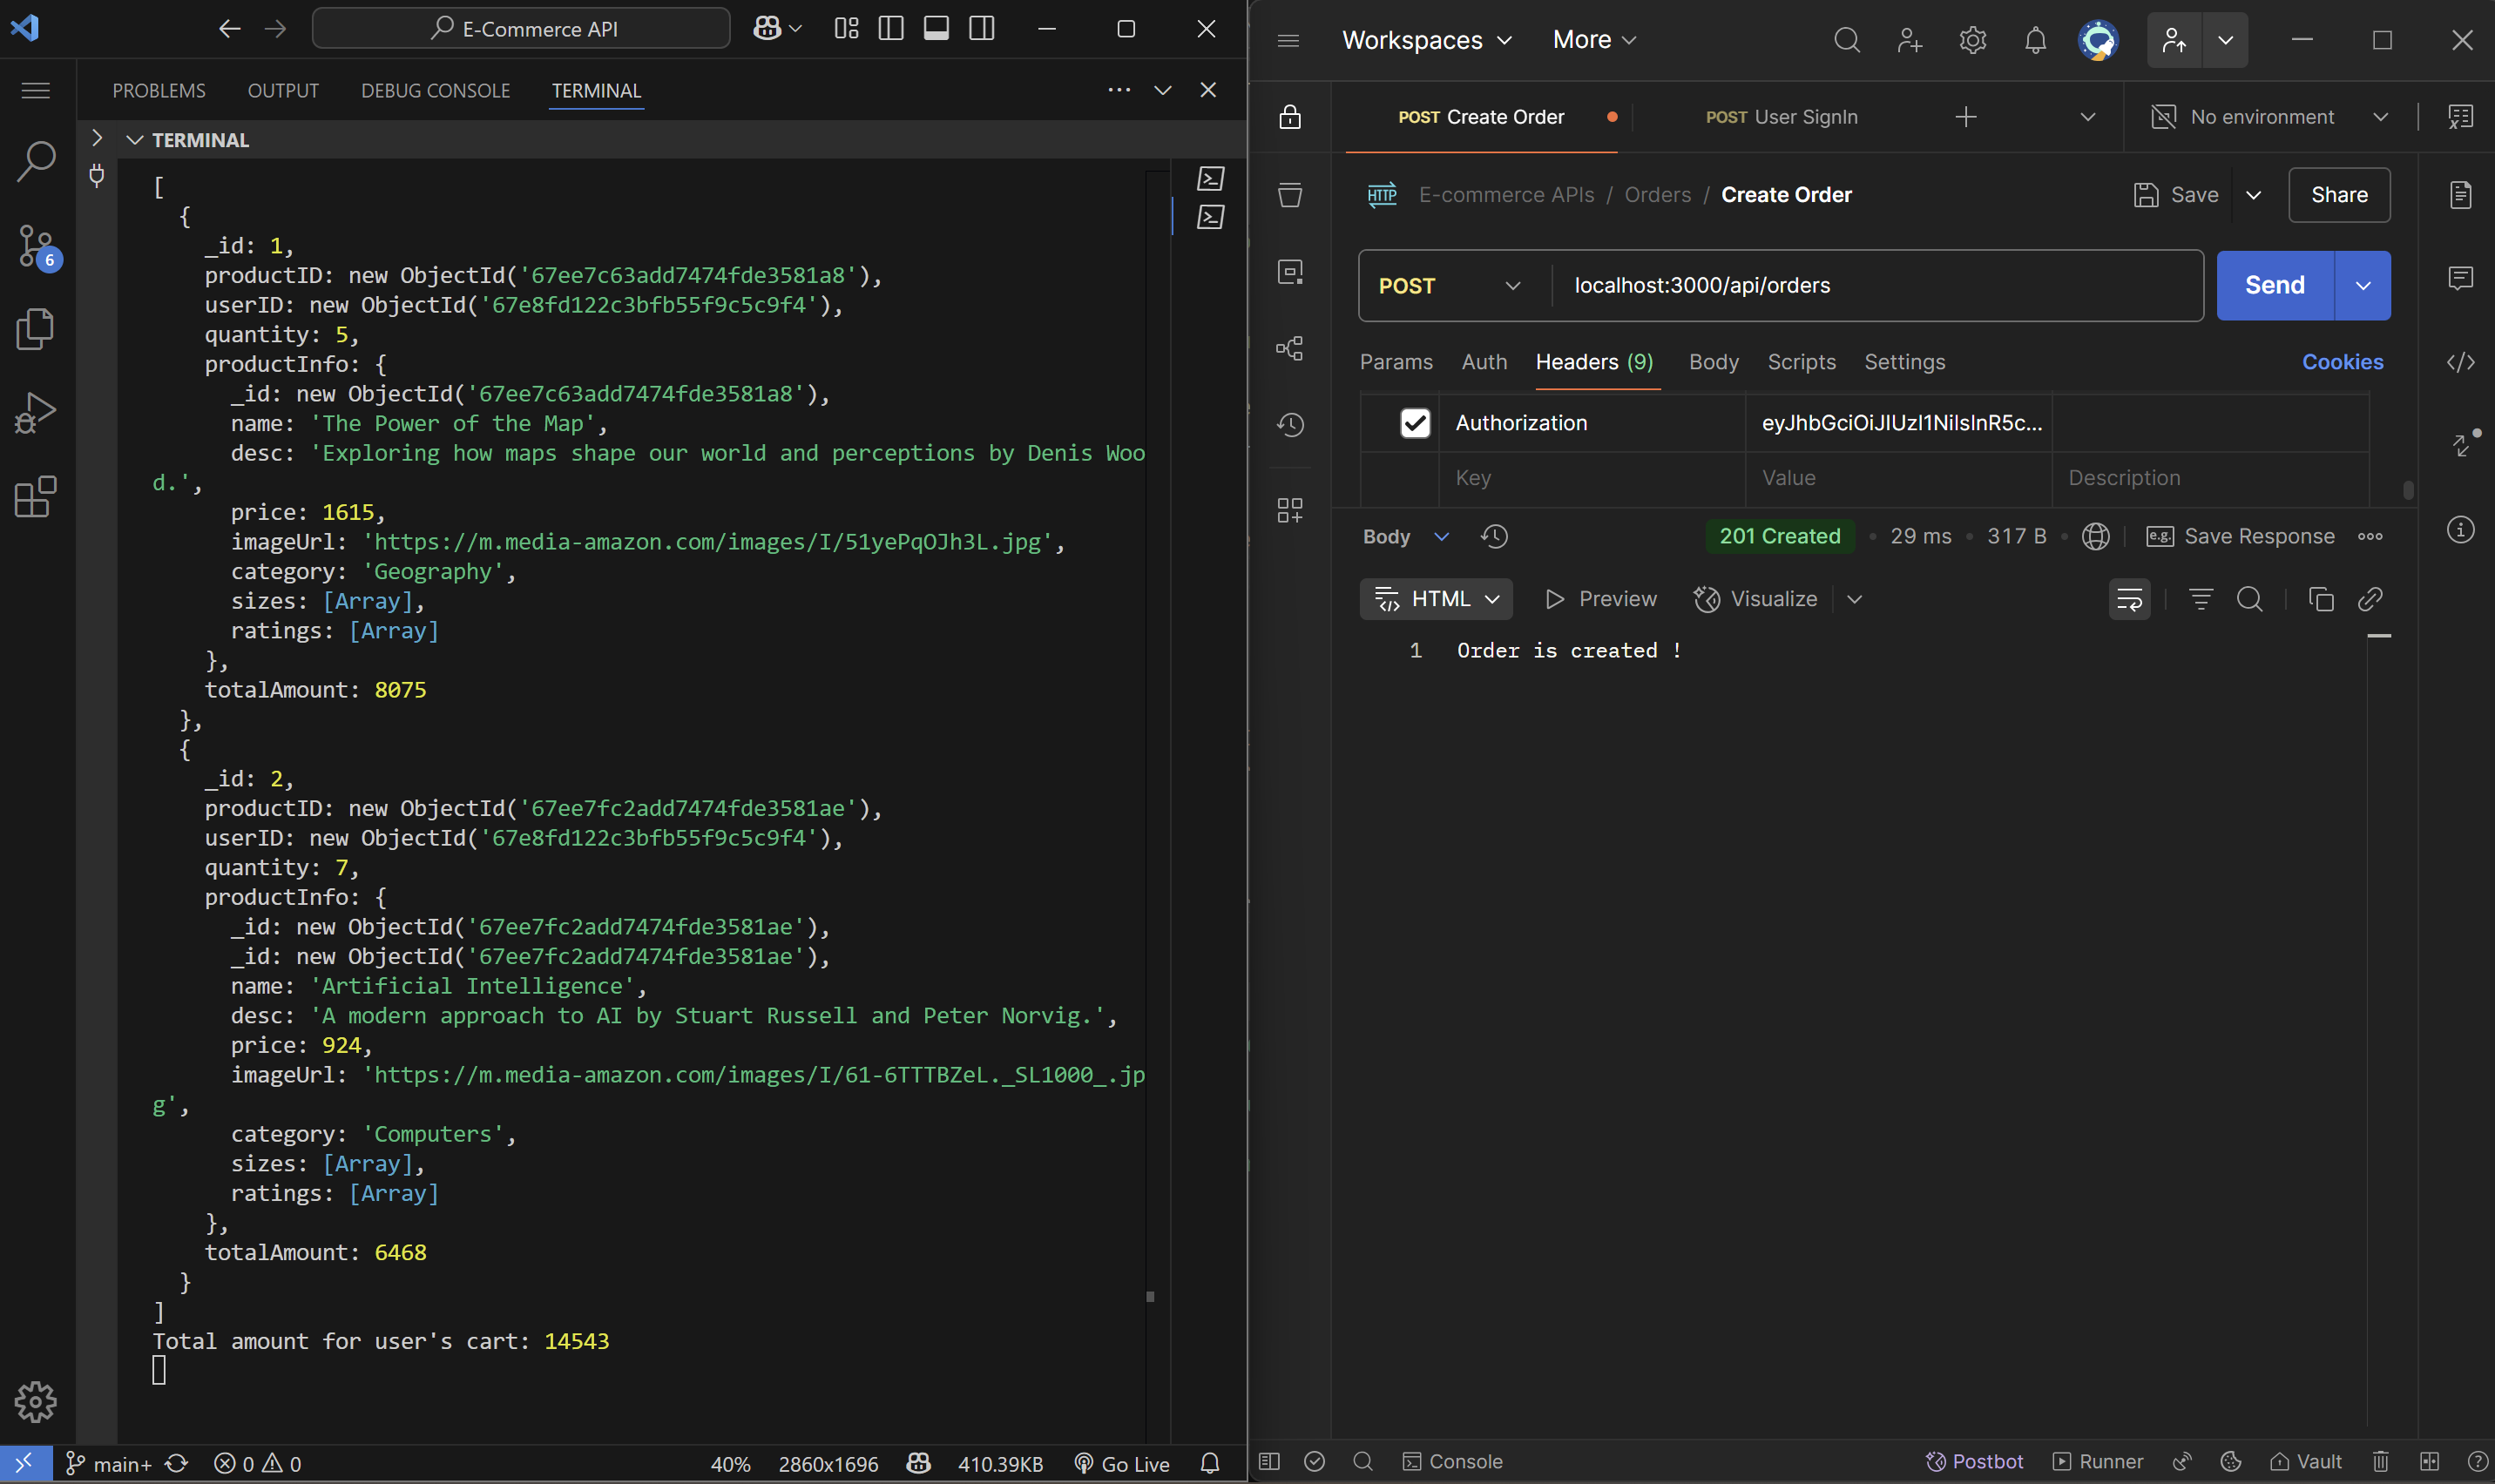 E-Commerce API
PROBLEMS OUTPUT DEBUG CONSOLE TERMINAL
TERMINAL
6
[
{
_id: 1,
productID: new ObjectId('67ee7c63add7474fde3581a8'),
userID: new ObjectId('67e8fd122c3bfb55f9c5c9f4'),
quantity: 5,
productInfo: {
_id: new ObjectId('67ee7c63add7474fde3581a8'),
name: 'The Power of the Map',
desc: 'Exploring how maps shape our world and perceptions by Denis Woo
d.',
price: 1615,
imageUrl: 'https://m.media-amazon.com/images/I/51yePqOJh3L.jpg',
category: 'Geography',
sizes: [Array],
ratings: [Array]
},
totalAmount: 8075
},
{
_id: 2,
productID: new ObjectId('67ee7fc2add7474fde3581ae'),
userID: new ObjectId('67e8fd122c3bfb55f9c5c9f4'),
quantity: 7,
productInfo: {
_id: new ObjectId('67ee7fc2add7474fde3581ae'),
_id: new ObjectId('67ee7fc2add7474fde3581ae'),
name: 'Artificial Intelligence',
desc: 'A modern approach to AI by Stuart Russell and Peter Norvig.',
price: 924,
imageUrl: 'https://m.media-amazon.com/images/I/61-6TTTBZeL._SL1000_.jp
g',
category: 'Computers',
sizes: [Array],
ratings: [Array]
},
totalAmount: 6468
}
]
Total amount for user's cart: 14543
main+ 0 0 40% 2860x1696 410.39KB Go Live
Workspaces More
POST Create Order POST User SignIn No environment
HTTP E-commerce APIs / Orders / Create Order Save Share
POST localhost:3000/api/orders Send
Params Auth Headers (9) Body Scripts Settings Cookies
Authorization eyJhbGciOiJIUzI1NiIsInR5c...
Key Value Description
Body 201 Created • 29 ms • 317 B • e.g. Save Response
HTML Preview Visualize
1 Order is created !
Console Postbot Runner Vault